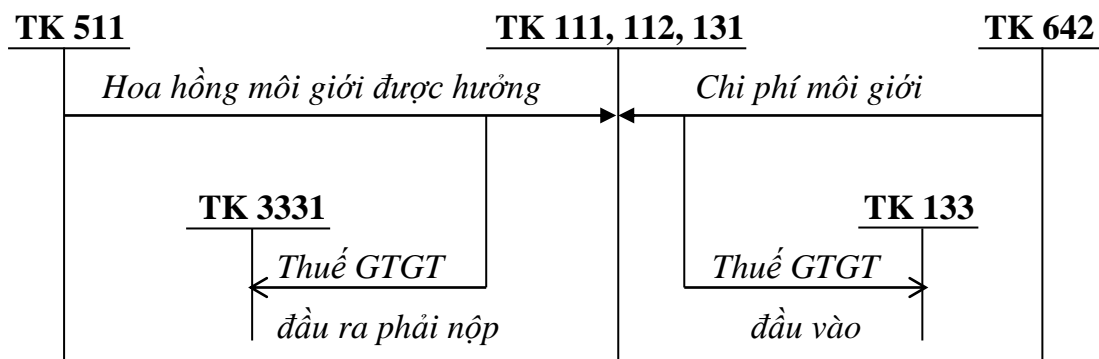 TK 511
TK 111, 112, 131
TK 642
Hoa hồng môi giới được hưởng
Chi phí môi giới
TK 3331
TK 133
Thuế GTGT
đầu ra phải nộp
Thuế GTGT
đầu vào